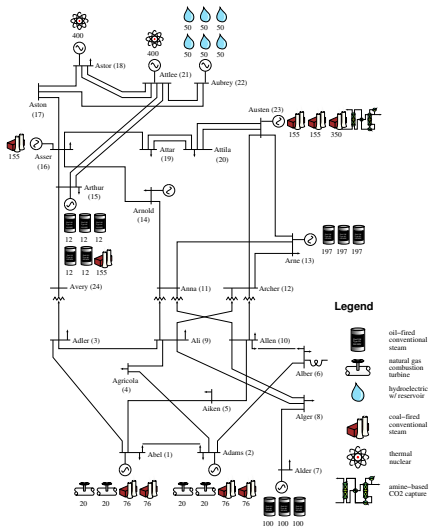 50 50 50
400
400
50 50 50
Astor (18)
Attlee (21)
Aubrey (22)
Aston
(17)
Austen (23)
155 155 350
155
Asser
(16)
Attar
(19)
Attila
(20)
Arthur
(15)
Arnold
(14)
12 12 12
197 197 197
Arne (13)
12 12 155
Avery (24)
Anna (11)
Archer (12)
Legend
oil-fired
conventional
steam
Adler (3)
Ali (9)
Allen (10)
natural gas
combustion
turbine
Alber (6)
Agricola
(4)
hydroelectric
w/ reservoir
Aiken (5)
Alger (8)
coal-fired
conventional
steam
Abel (1)
Adams (2)
thermal
nuclear
Alder (7)
20 20 76 76
20 20 76 76
amine-based
CO2 capture
100 100 100